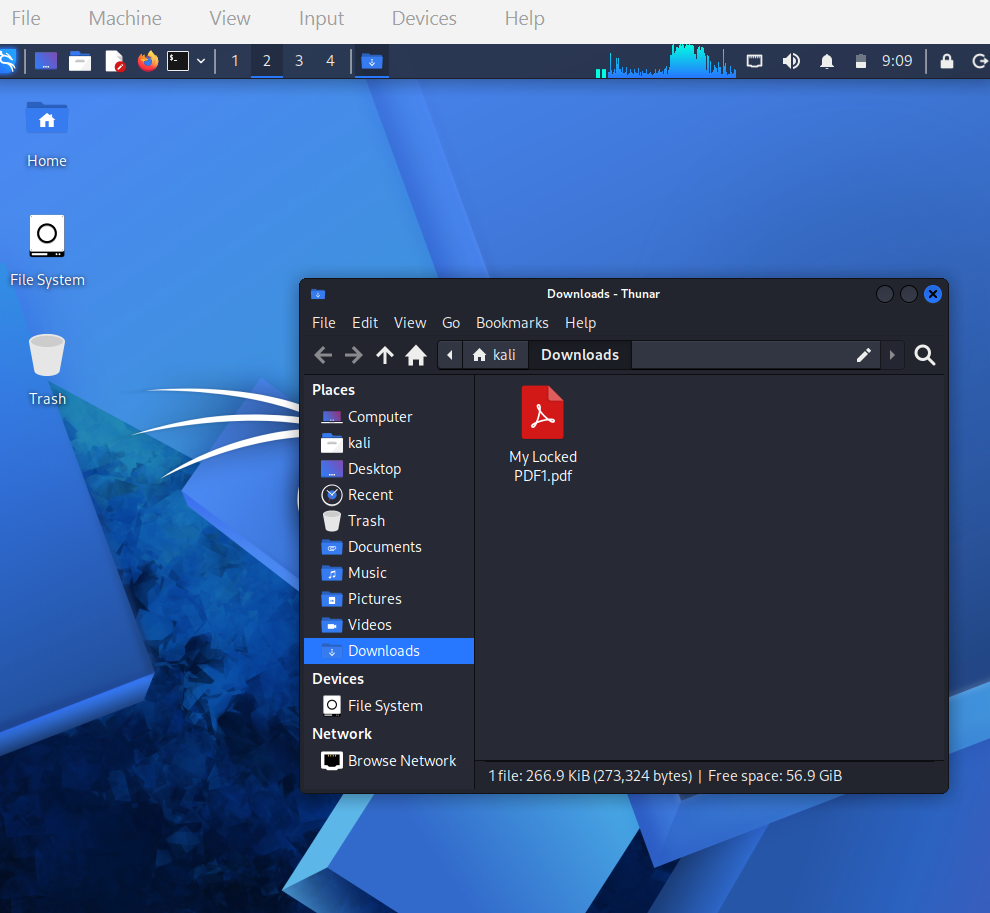 File Machine View Input Devices Help
1 2 3 4 9:09
Home
File System
Trash
Downloads - Thunar
File Edit View Go Bookmarks Help
kali Downloads
Places
Computer
kali
Desktop
Recent
Trash
Documents
Music
Pictures
Videos
Downloads
Devices
File System
Network
Browse Network
My Locked
PDF1.pdf
1 file: 266.9 KiB (273,324 bytes) | Free space: 56.9 GiB